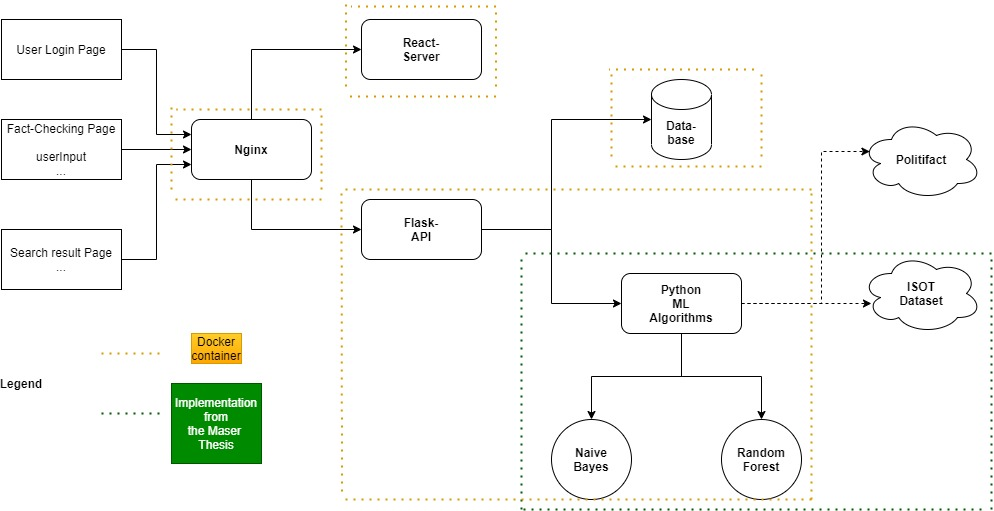 User Login Page
Fact-Checking Page
userInput
...
Search result Page
...
Nginx
React-
Server
Flask-
API
Data-
base
Politifact
ISOT
Dataset
Python
ML
Algorithms
Naive
Bayes
Random
Forest
Legend
Docker
container
Implementation
from
the Maser
Thesis